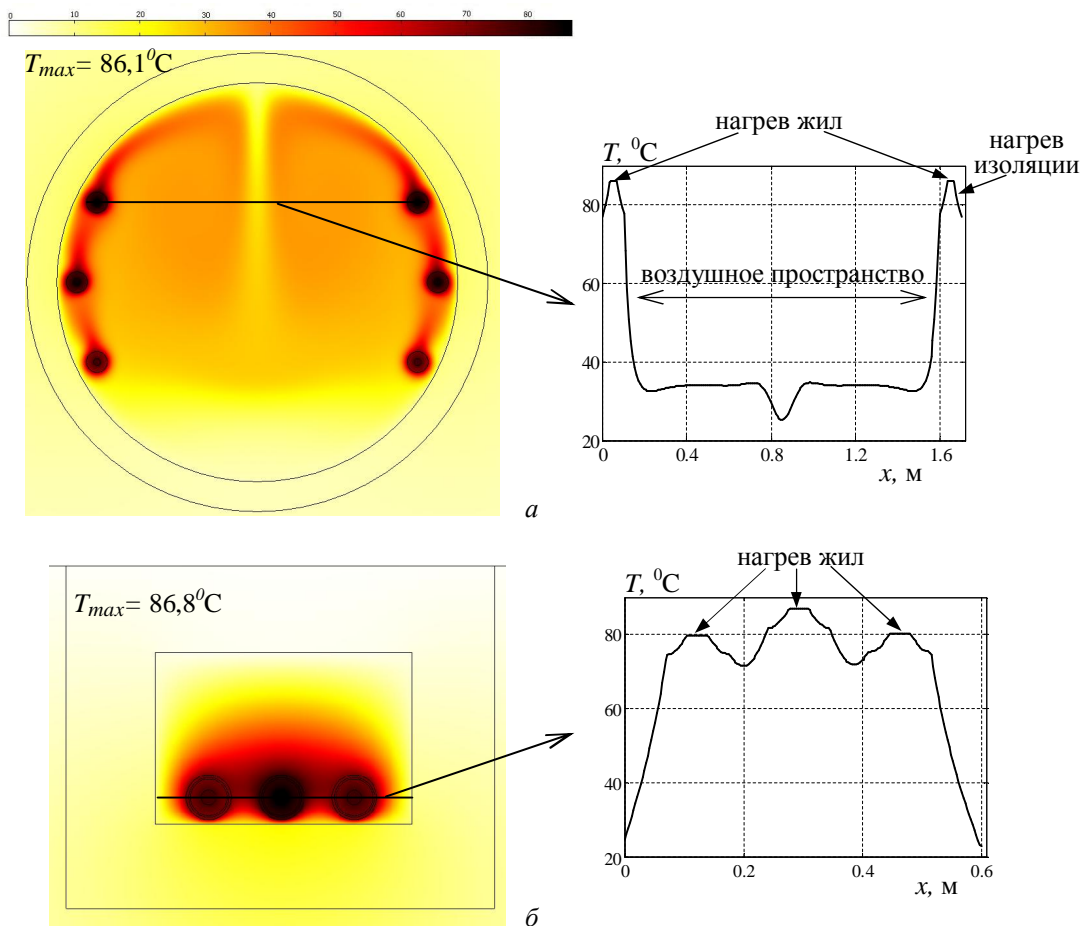 0 10 20 30 40 50 60 70 80
Tmax= 86,1⁰C
нагрев жил
нагрев
изоляции
T, ⁰C
80
воздушное пространство
60
40
20
0 0.4 0.8 1.2 1.6
x, м
а
нагрев жил
T, ⁰C
Tmax= 86,8⁰C
80
60
40
20
0 0.2 0.4 0.6
x, м
б